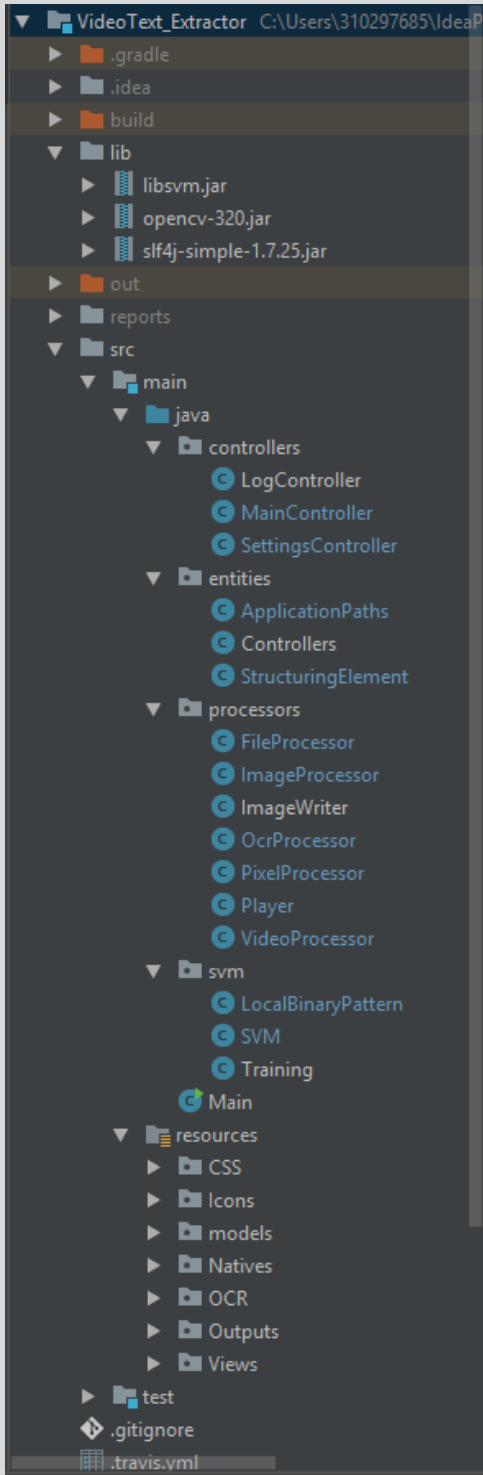 VideoText_Extractor C:\Users\310297685\IdeaP
.gradle
.idea
build
lib
libsvm.jar
opencv-320.jar
slf4j-simple-1.7.25.jar
out
reports
src
main
java
controllers
LogController
MainController
SettingsController
entities
ApplicationPaths
Controllers
StructuringElement
processors
FileProcessor
ImageProcessor
ImageWriter
OcrProcessor
PixelProcessor
Player
VideoProcessor
svm
LocalBinaryPattern
SVM
Training
Main
resources
CSS
Icons
models
Natives
OCR
Outputs
Views
test
.gitignore
.travis.yml